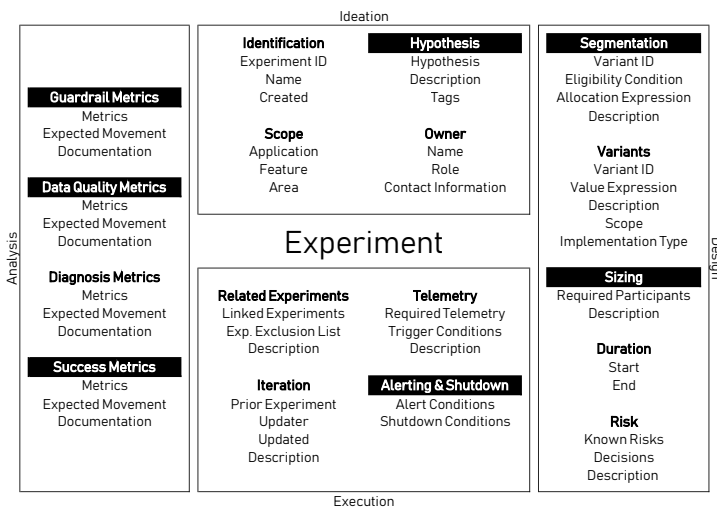 Ideation
Identification
Experiment ID
Name
Created
Hypothesis
Hypothesis
Description
Tags
Scope
Application
Feature
Area
Owner
Name
Role
Contact Information
Analysis
Guardrail Metrics
Metrics
Expected Movement
Documentation
Data Quality Metrics
Metrics
Expected Movement
Documentation
Diagnosis Metrics
Metrics
Expected Movement
Documentation
Success Metrics
Metrics
Expected Movement
Documentation
Experiment
Segmentation
Variant ID
Eligibility Condition
Allocation Expression
Description
Variants
Variant ID
Value Expression
Description
Scope
Implementation Type
Sizing
Required Participants
Description
Duration
Start
End
Risk
Known Risks
Decisions
Description
Design
Related Experiments
Linked Experiments
Exp. Exclusion List
Description
Telemetry
Required Telemetry
Trigger Conditions
Description
Iteration
Prior Experiment
Updater
Updated
Description
Alerting & Shutdown
Alert Conditions
Shutdown Conditions
Execution